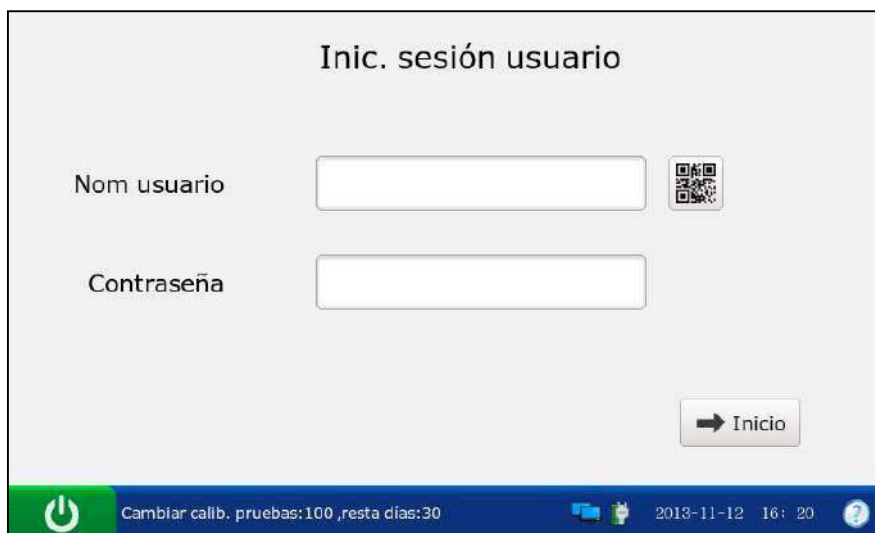 Inic. sesión usuario
Nom usuario
Contraseña
Inicio
Cambiar calib. pruebas:100 ,resta días:30 2013-11-12 16: 20 ?